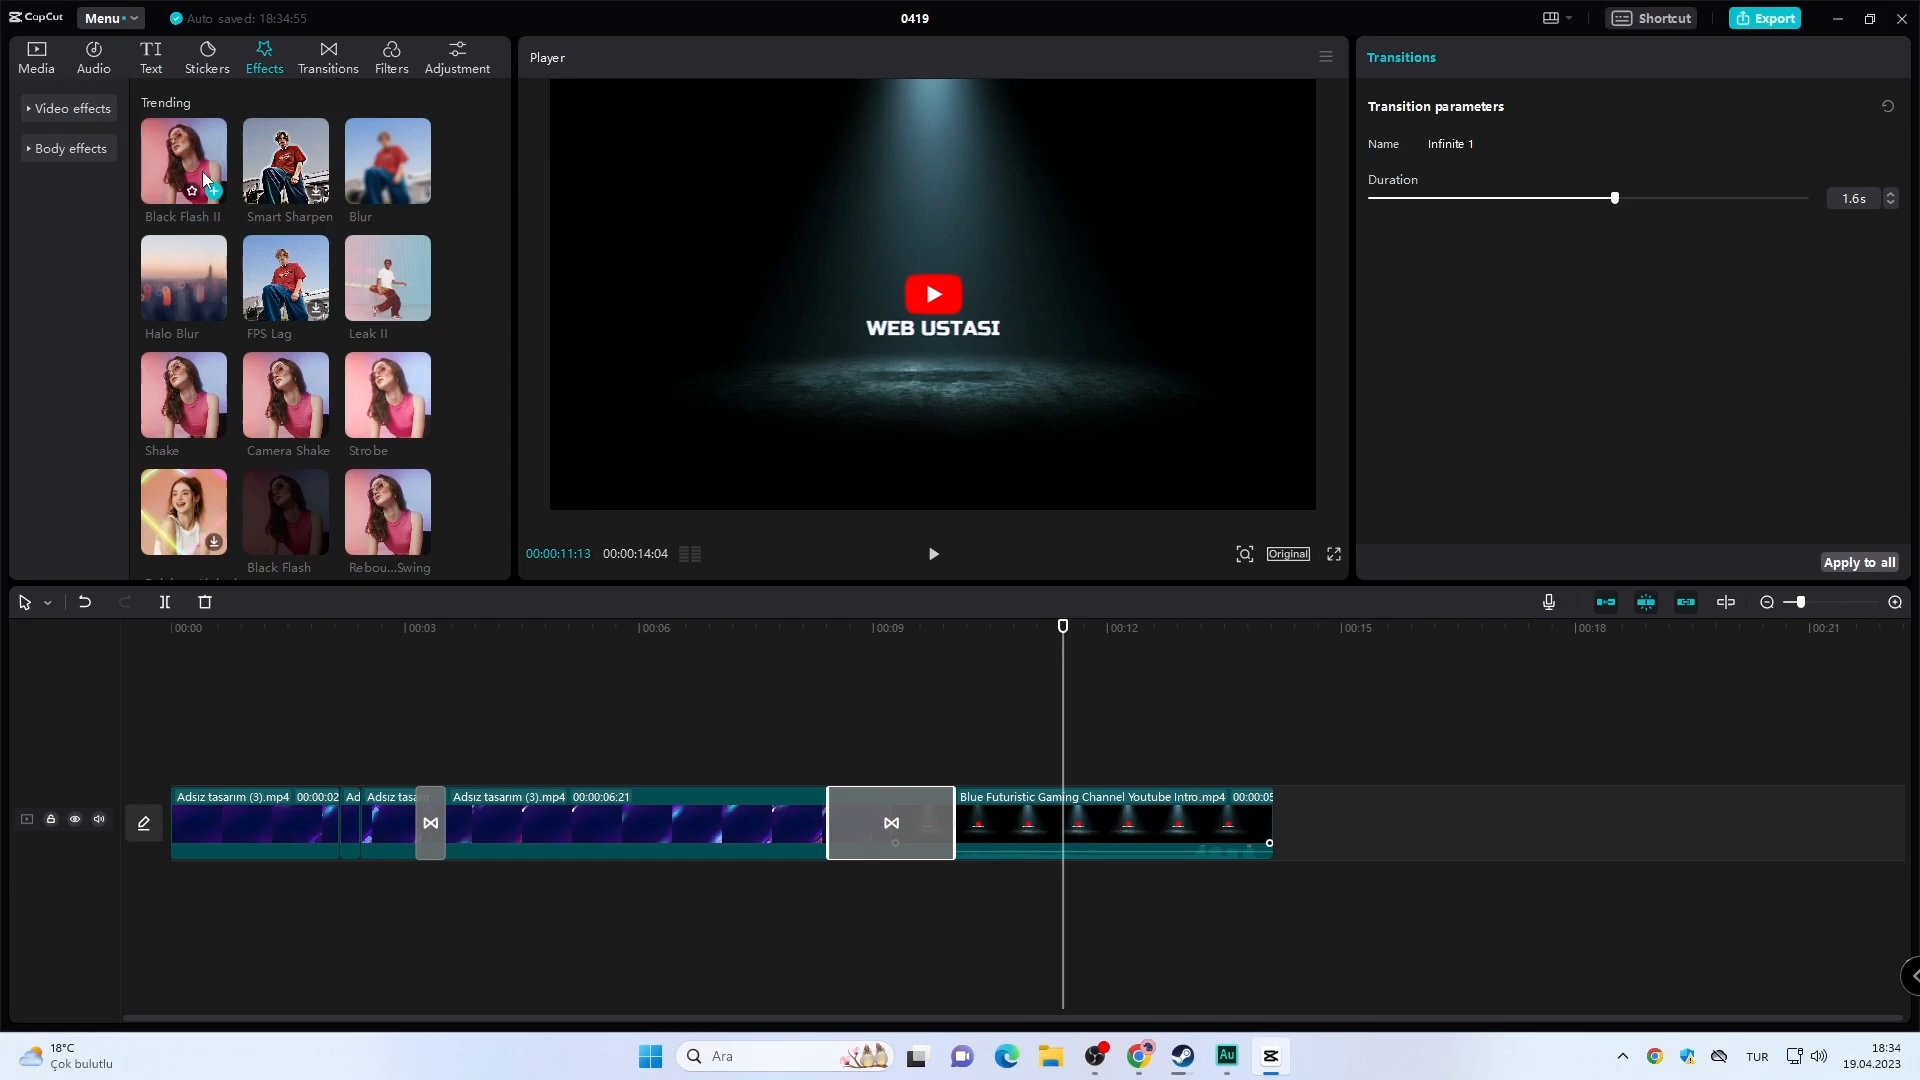 CapCut
Menu
Auto saved: 18:34:55
0419
Shortcut
Export
Media
Audio
TI
Text
Stickers
Effects
Transitions
Filters
Adjustment
Video effects
Body effects
Trending
Black Flash II
Smart Sharpen
Blur
Halo Blur
FPS Lag
Leak II
Shake
Camera Shake
Strobe
Black Flash
Rebou...Swing
Player
WEB USTASI
00:00:11:13
00:00:14:04
Original
Transitions
Transition parameters
Name
Infinite 1
Duration
1.6s
Apply to all
00:00
00:03
00:06
00:09
00:12
00:15
00:18
00:21
Adsız tasarım (3).mp4 00:00:02
Ad
Adsız tasa
Adsız tasarım (3).mp4 00:00:06:21
Blue Futuristic Gaming Channel Youtube Intro.mp4 00:00:05
18°C
Çok bulutlu
Ara
Au
TUR
18:34
19.04.2023